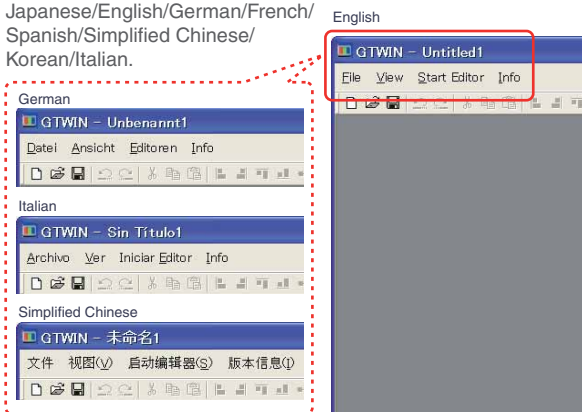 Japanese/English/German/French/
Spanish/Simplified Chinese/
Korean/Italian.
English
GTWIN - Untitled1
File View Start Editor Info
German
GTWIN - Unbenannt1
Datei Ansicht Editoren Info
Italian
GTWIN - Sin Título1
Archivo Ver Iniciar Editor Info
Simplified Chinese
GTWIN - 未命名1
文件 视图(V) 启动编辑器(S) 版本信息(I)